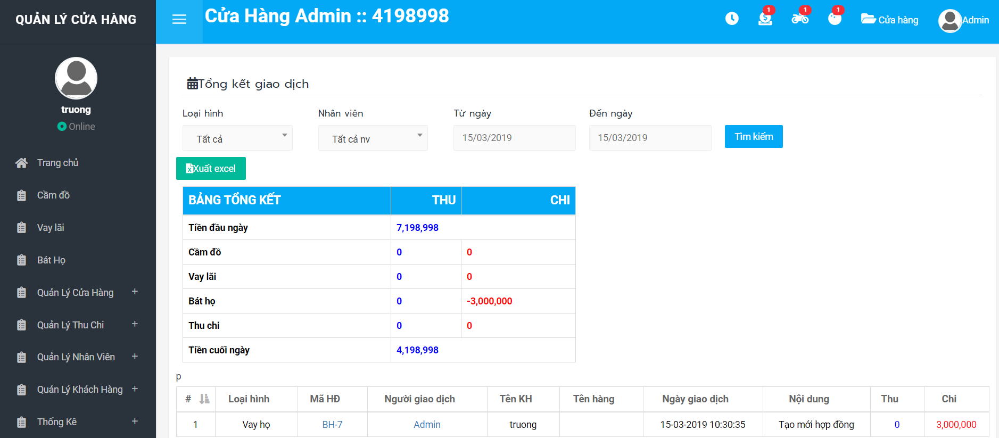 QUẢN LÝ CỬA HÀNG
Cửa Hàng Admin :: 4198998
1
1
1
Cửa hàng
Admin
truong
Online
Trang chủ
Cầm đồ
Vay lãi
Bát Họ
Quản Lý Cửa Hàng +
Quản Lý Thu Chi +
Quản Lý Nhân Viên +
Quản Lý Khách Hàng +
Thống Kê +
Tổng kết giao dịch
Loại hình Nhân viên Từ ngày Đến ngày
Tất cả Tất cả nv 15/03/2019 15/03/2019 Tìm kiếm
Xuất excel
BẢNG TỔNG KẾT THU CHI
Tiền đầu ngày 7,198,998
Cầm đồ 0 0
Vay lãi 0 0
Bát họ 0 -3,000,000
Thu chi 0 0
Tiền cuối ngày 4,198,998
p
# Loại hình Mã HĐ Người giao dịch Tên KH Tên hàng Ngày giao dịch Nội dung Thu Chi
1 Vay họ BH-7 Admin truong 15-03-2019 10:30:35 Tạo mới hợp đồng 0 3,000,000